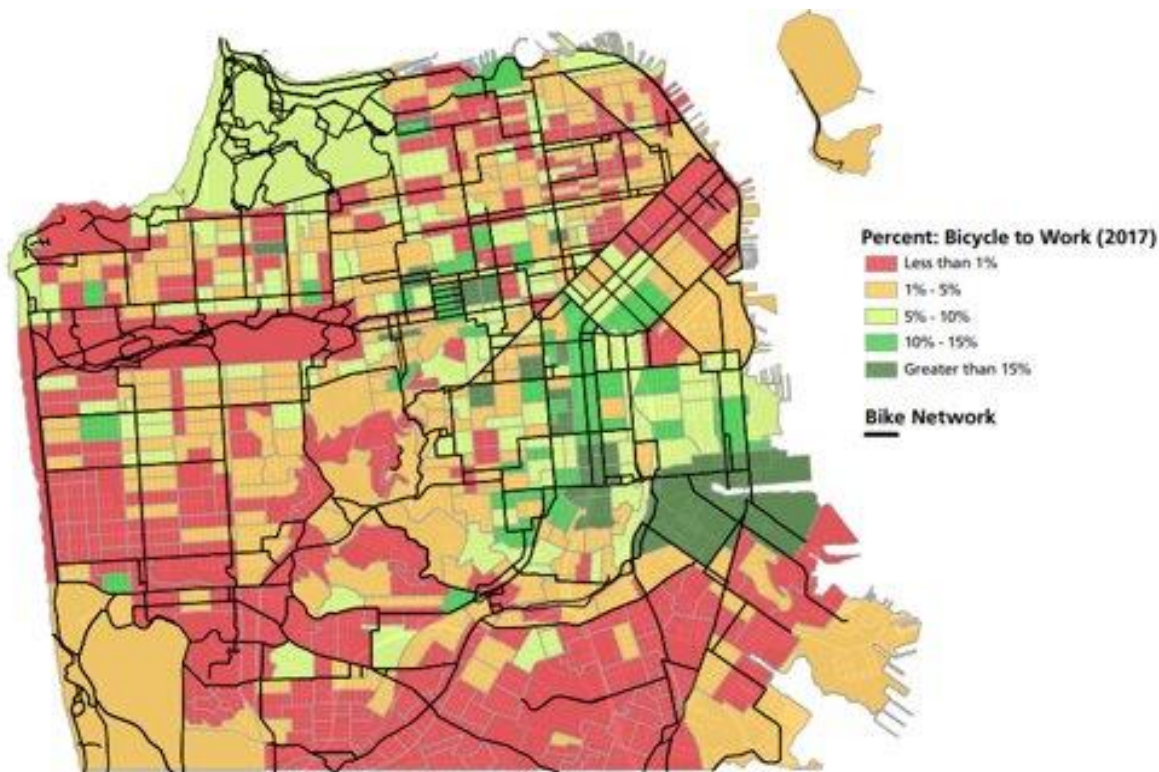 Percent: Bicycle to Work (2017)
Less than 1%
1% - 5%
5% - 10%
10% - 15%
Greater than 15%
Bike Network